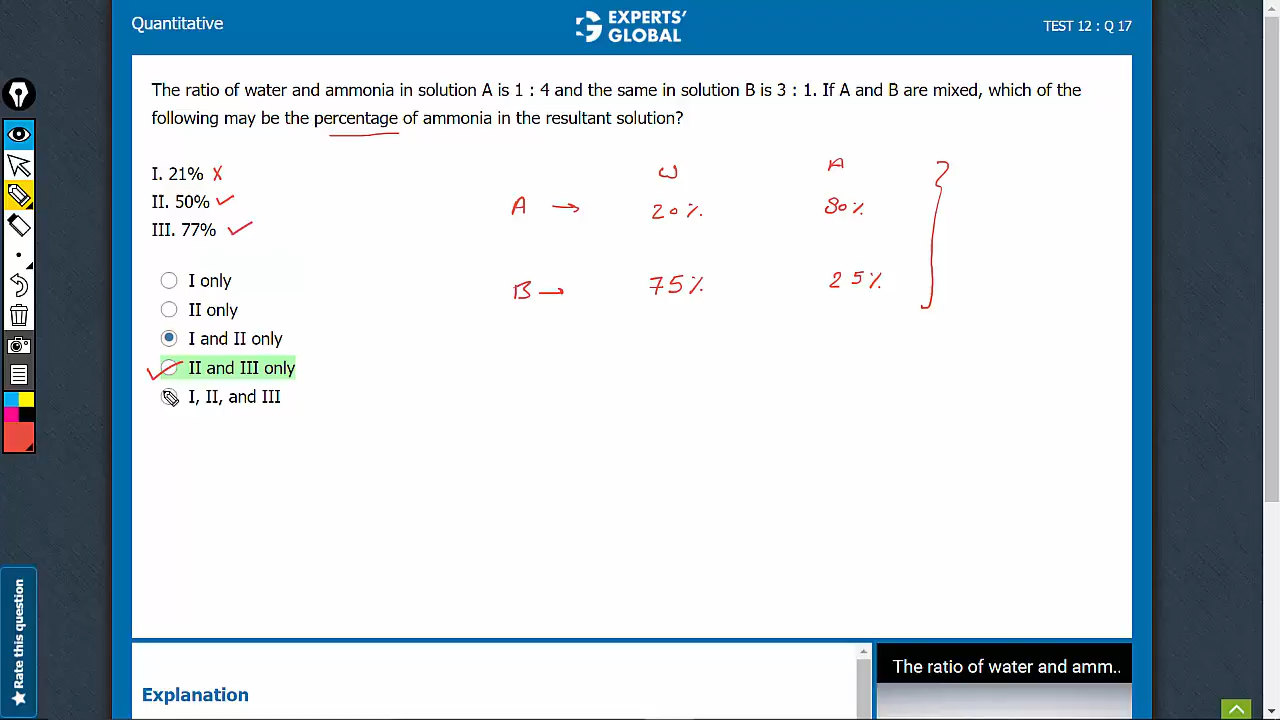 Quantitative
EXPERTS'
GLOBAL
TEST 12 : Q 17
The ratio of water and ammonia in solution A is 1 : 4 and the same in solution B is 3 : 1. If A and B are mixed, which of the
following may be the percentage of ammonia in the resultant solution?
I. 21% X
II. 50% ✓
III. 77% ✓
W A
A → 20% 80%
B → 75% 25%
I only
II only
I and II only
II and III only
I, II, and III
Rate this question
Explanation
The ratio of water and amm..